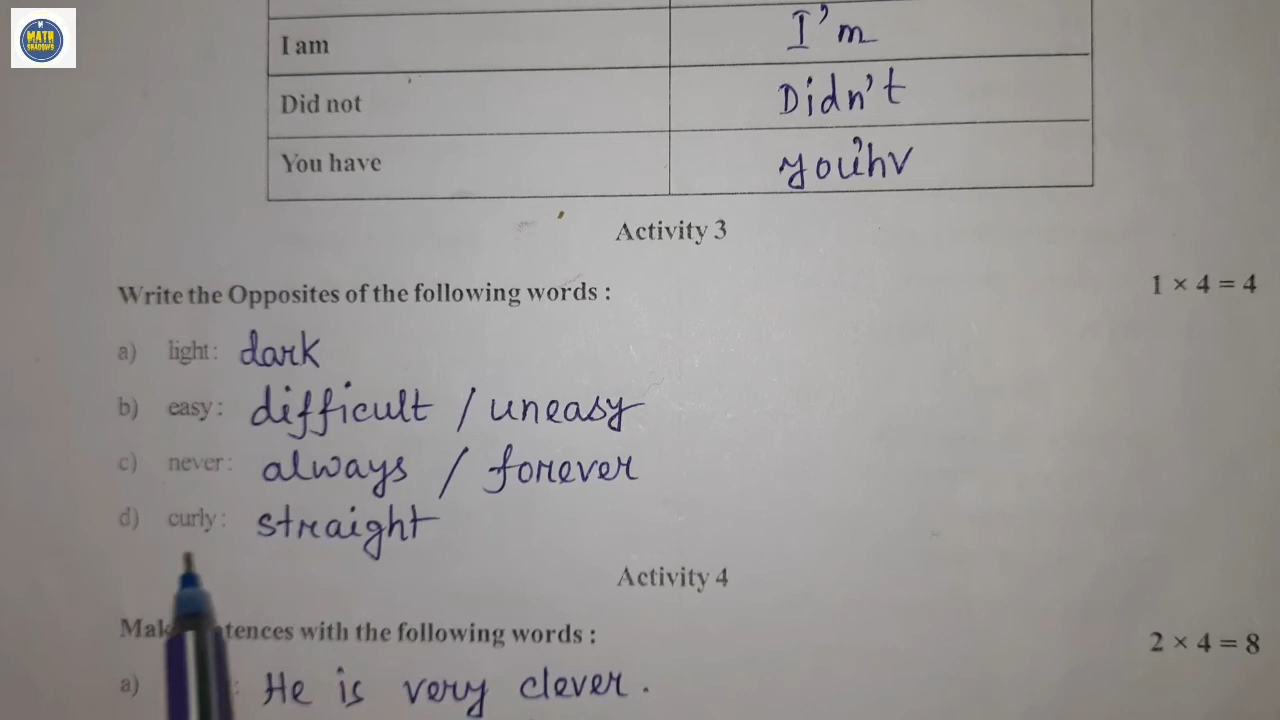 M
MATH
SHADOWS
I am I'm
Did not Didn't
You have you'hv
Activity 3
Write the Opposites of the following words : 1 × 4 = 4
a) light: dark
b) easy: difficult / uneasy
c) never: always / forever
d) curly: straight
Activity 4
with the following words : 2 × 4 = 8
a) : He is very clever.